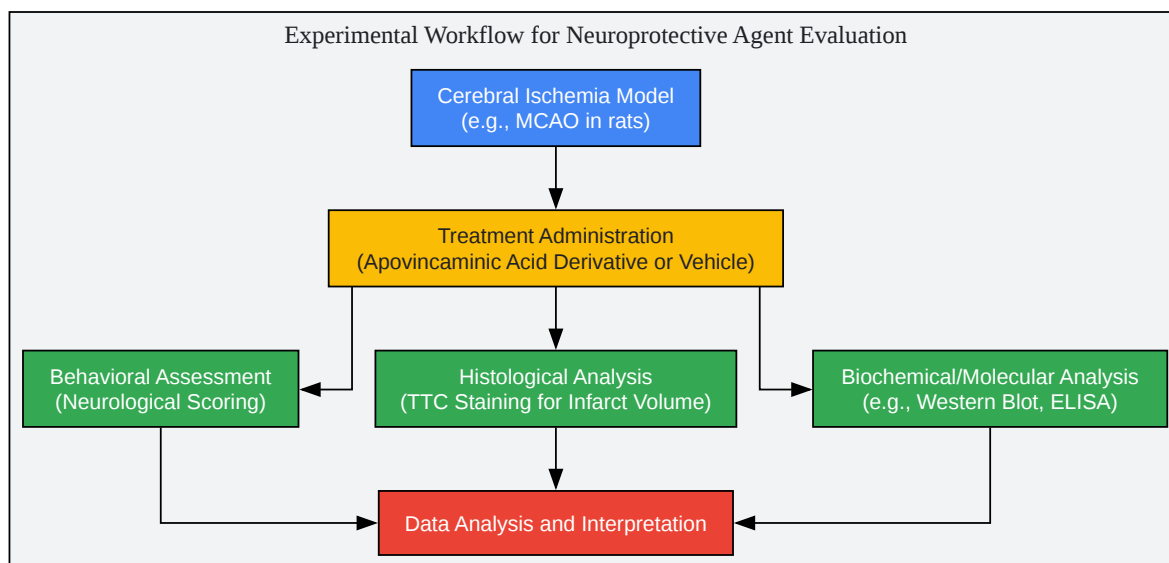 Experimental Workflow for Neuroprotective Agent Evaluation
Cerebral Ischemia Model
(e.g., MCAO in rats)
Treatment Administration
(Apovincaminic Acid Derivative or Vehicle)
Behavioral Assessment
(Neurological Scoring)
Histological Analysis
(TTC Staining for Infarct Volume)
Biochemical/Molecular Analysis
(e.g., Western Blot, ELISA)
Data Analysis and Interpretation